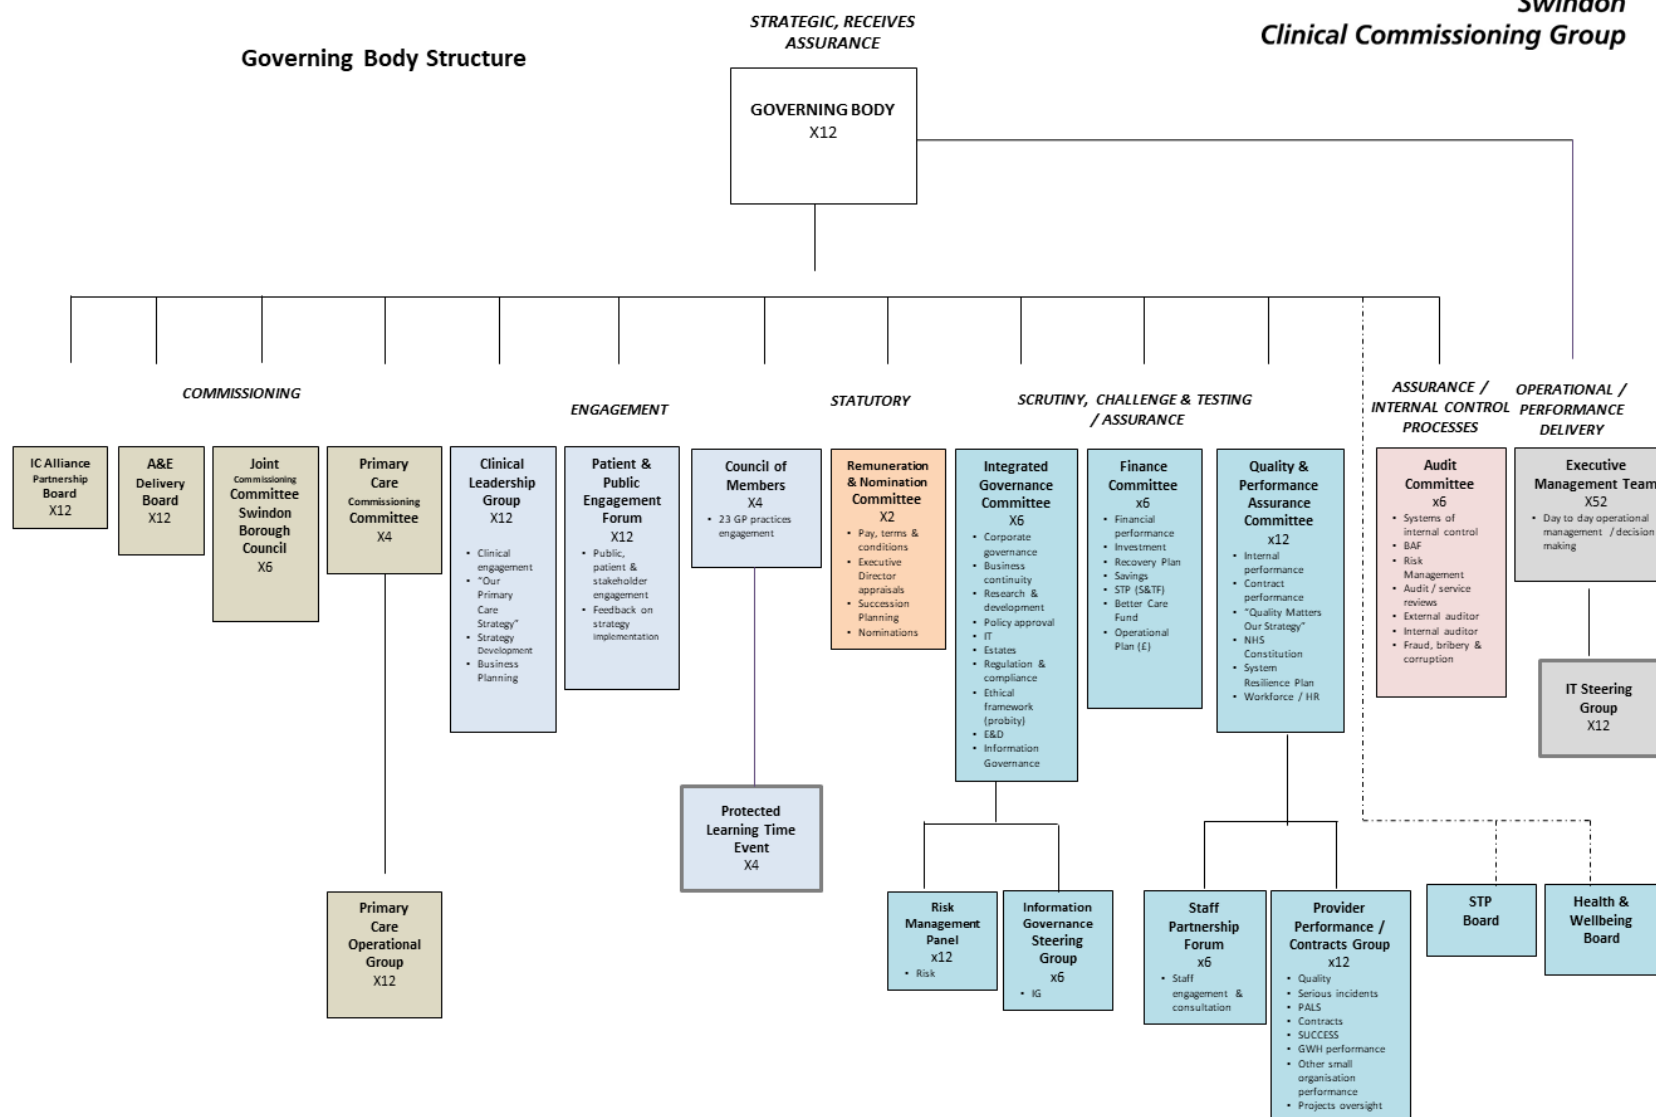 Swindon
Clinical Commissioning Group
Governing Body Structure
STRATEGIC, RECEIVES
ASSURANCE
GOVERNING BODY
X12
COMMISSIONING
ENGAGEMENT
STATUTORY
SCRUTINY, CHALLENGE & TESTING
/ ASSURANCE
ASSURANCE /
INTERNAL CONTROL
PROCESSES
OPERATIONAL /
PERFORMANCE
DELIVERY
IC Alliance
Partnership
Board
X12
A&E
Delivery
Board
X12
Joint
Commissioning
Committee
Swindon
Borough
Council
X6
Primary
Care
Commissioning
Committee
X4
Clinical
Leadership
Group
X12
• Clinical
engagement
• "Our
Primary
Care
Strategy"
• Strategy
Development
• Business
Planning
Patient &
Public
Engagement
Forum
X12
• Public,
patient &
stakeholder
engagement
• Feedback on
strategy
implementation
Council of
Members
X4
• 23 GP practices
engagement
Remuneration
& Nomination
Committee
X2
• Pay, terms &
conditions
• Executive
Director
appraisals
• Succession
Planning
• Nominations
Integrated
Governance
Committee
X6
• Corporate
governance
• Business
continuity
• Research &
development
• Policy approval
• IT
• Estates
• Regulation &
compliance
• Ethical
framework
(probity)
• E&D
• Information
Governance
Finance
Committee
x6
• Financial
performance
• Investment
• Recovery Plan
• Savings
• STP (S&TF)
• Better Care
Fund
• Operational
Plan (£)
Quality &
Performance
Assurance
Committee
x12
• Internal
performance
• Contract
performance
• "Quality Matters
Our Strategy"
• NHS
Constitution
• System
Resilience Plan
• Workforce / HR
Audit
Committee
x6
• Systems of
internal control
• BAF
• Risk
Management
• Audit / service
reviews
• External auditor
• Internal auditor
• Fraud, bribery &
corruption
Executive
Management Team
X52
• Day to day operational
management / decision
making
IT Steering
Group
X12
Protected
Learning Time
Event
X4
Primary
Care
Operational
Group
X12
Risk
Management
Panel
x12
• Risk
Information
Governance
Steering
Group
x6
• IG
Staff
Partnership
Forum
x6
• Staff
engagement &
consultation
Provider
Performance /
Contracts Group
x12
• Quality
• Serious incidents
• PALS
• Contracts
• SUCCESS
• GWH performance
• Other small
organisation
performance
• Projects oversight
STP
Board
Health &
Wellbeing
Board